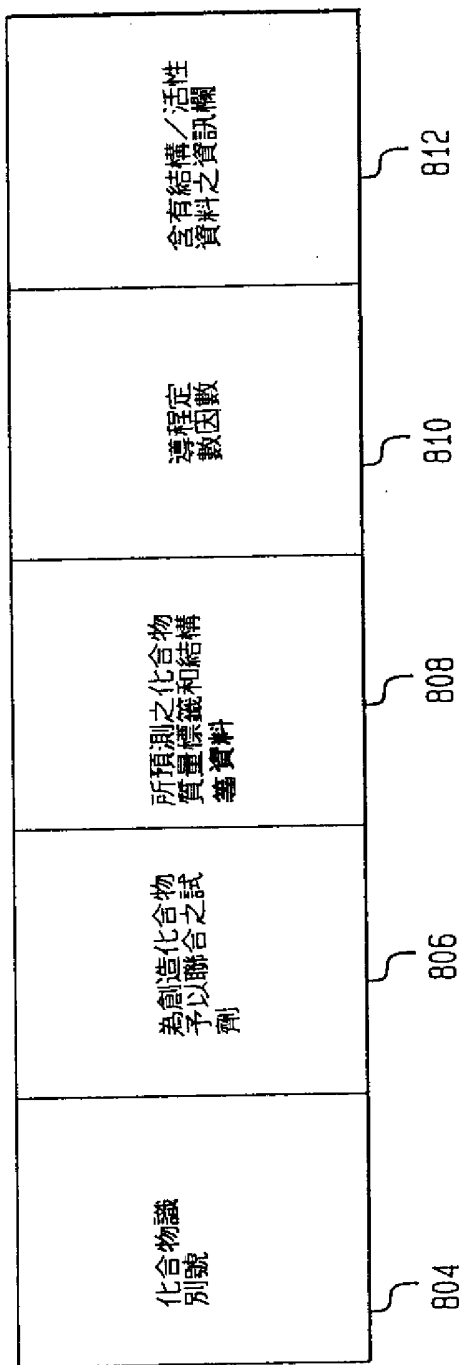 化合物識
別號
804
為創造化合物
予以聯合之試
劑
806
所預測之化合物
質量標籤和結構
等資料
808
導程定
數因數
810
含有結構／活性
資料之資訊欄
812